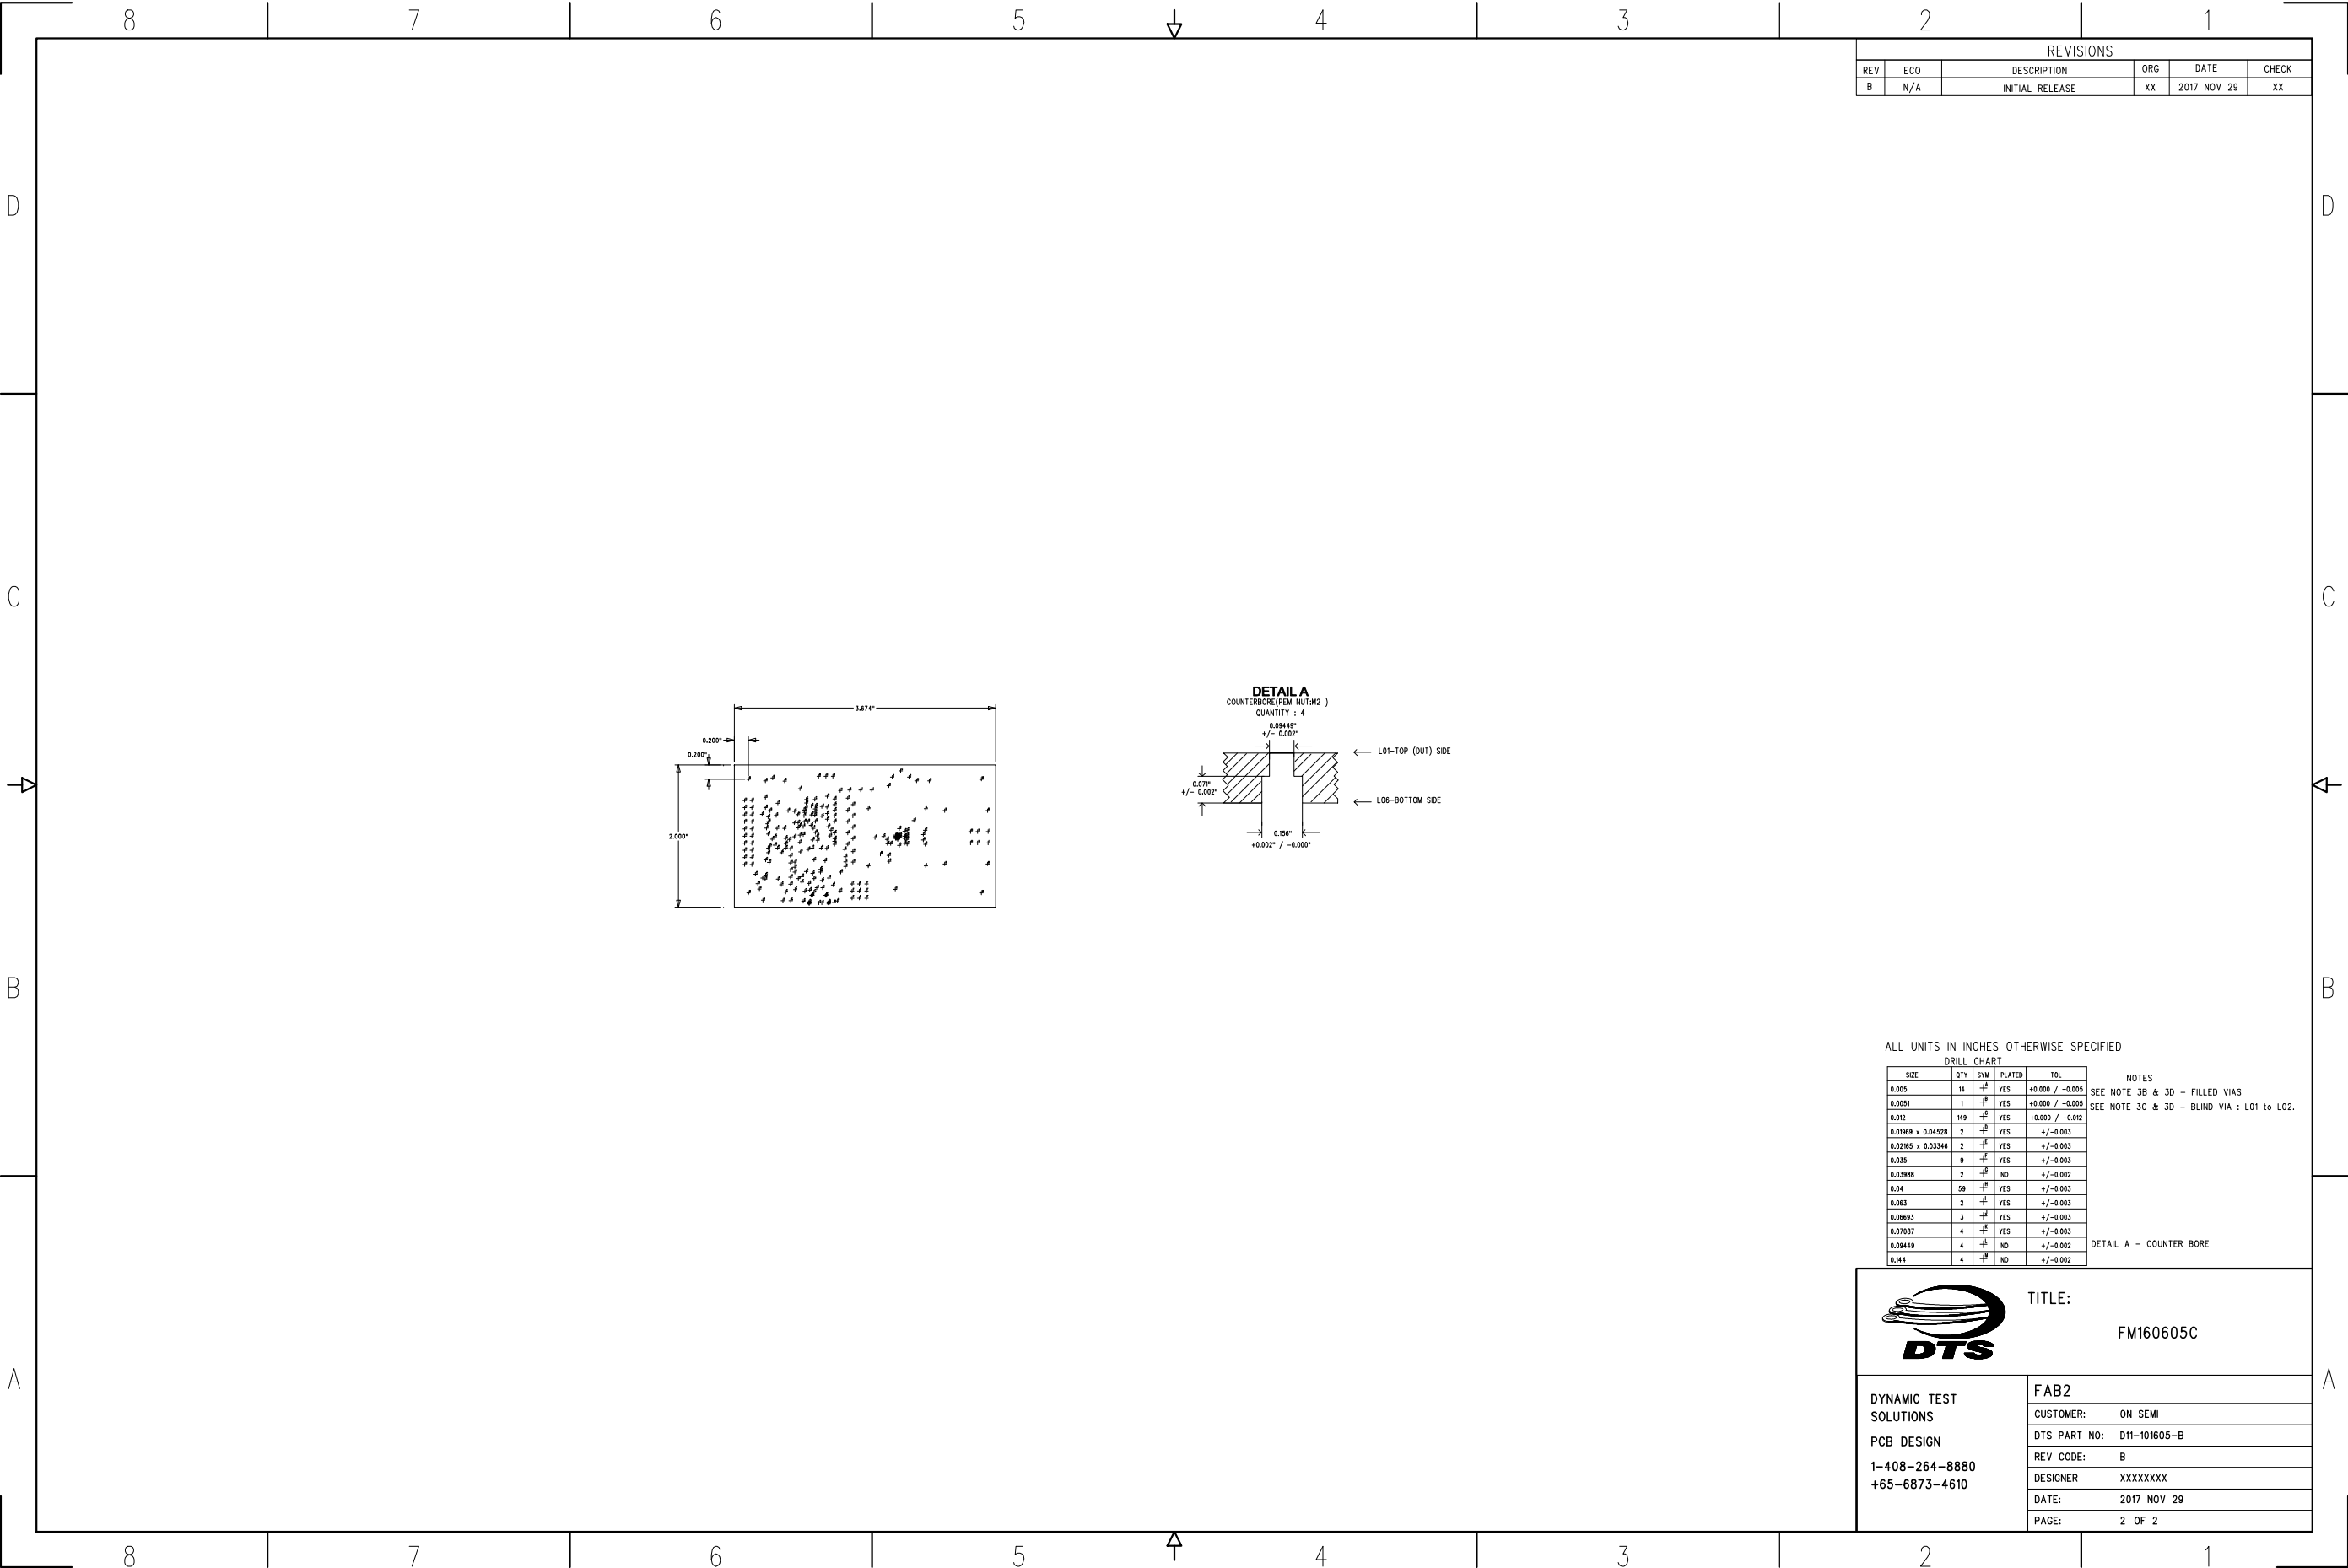 8 7 6 5 4 3 2 1
REVISIONS
REV ECO DESCRIPTION ORG DATE CHECK
B N/A INITIAL RELEASE XX 2017 NOV 29 XX
D D
C C
DETAIL A
COUNTERBORE(PEM NUT:M2 )
QUANTITY : 4
0.09449"
+/- 0.002"
L01-TOP (DUT) SIDE
0.071"
+/- 0.002"
L06-BOTTOM SIDE
0.156"
+0.002" / -0.000"
3.674"
0.200"
0.200"
2.000"
B B
ALL UNITS IN INCHES OTHERWISE SPECIFIED
DRILL CHART
SIZE QTY SYM PLATED TOL
NOTES
0.005 14 A YES +0.000 / -0.005 SEE NOTE 3B & 3D - FILLED VIAS
0.0051 1 B YES +0.000 / -0.005 SEE NOTE 3C & 3D - BLIND VIA : L01 to L02.
0.012 149 C YES +0.000 / -0.012
0.01969 x 0.04528 2 D YES +/-0.003
0.02165 x 0.03346 2 E YES +/-0.003
0.035 9 F YES +/-0.003
0.03988 2 G NO +/-0.002
0.04 59 H YES +/-0.003
0.063 2 I YES +/-0.003
0.06693 3 J YES +/-0.003
0.07087 4 K YES +/-0.003
0.09449 4 L NO +/-0.002 DETAIL A - COUNTER BORE
0.144 4 M NO +/-0.002
DTS
TITLE:
FM160605C
A A
DYNAMIC TEST
SOLUTIONS
PCB DESIGN
1-408-264-8880
+65-6873-4610
FAB2
CUSTOMER: ON SEMI
DTS PART NO: D11-101605-B
REV CODE: B
DESIGNER XXXXXXXX
DATE: 2017 NOV 29
PAGE: 2 OF 2
8 7 6 5 4 3 2 1